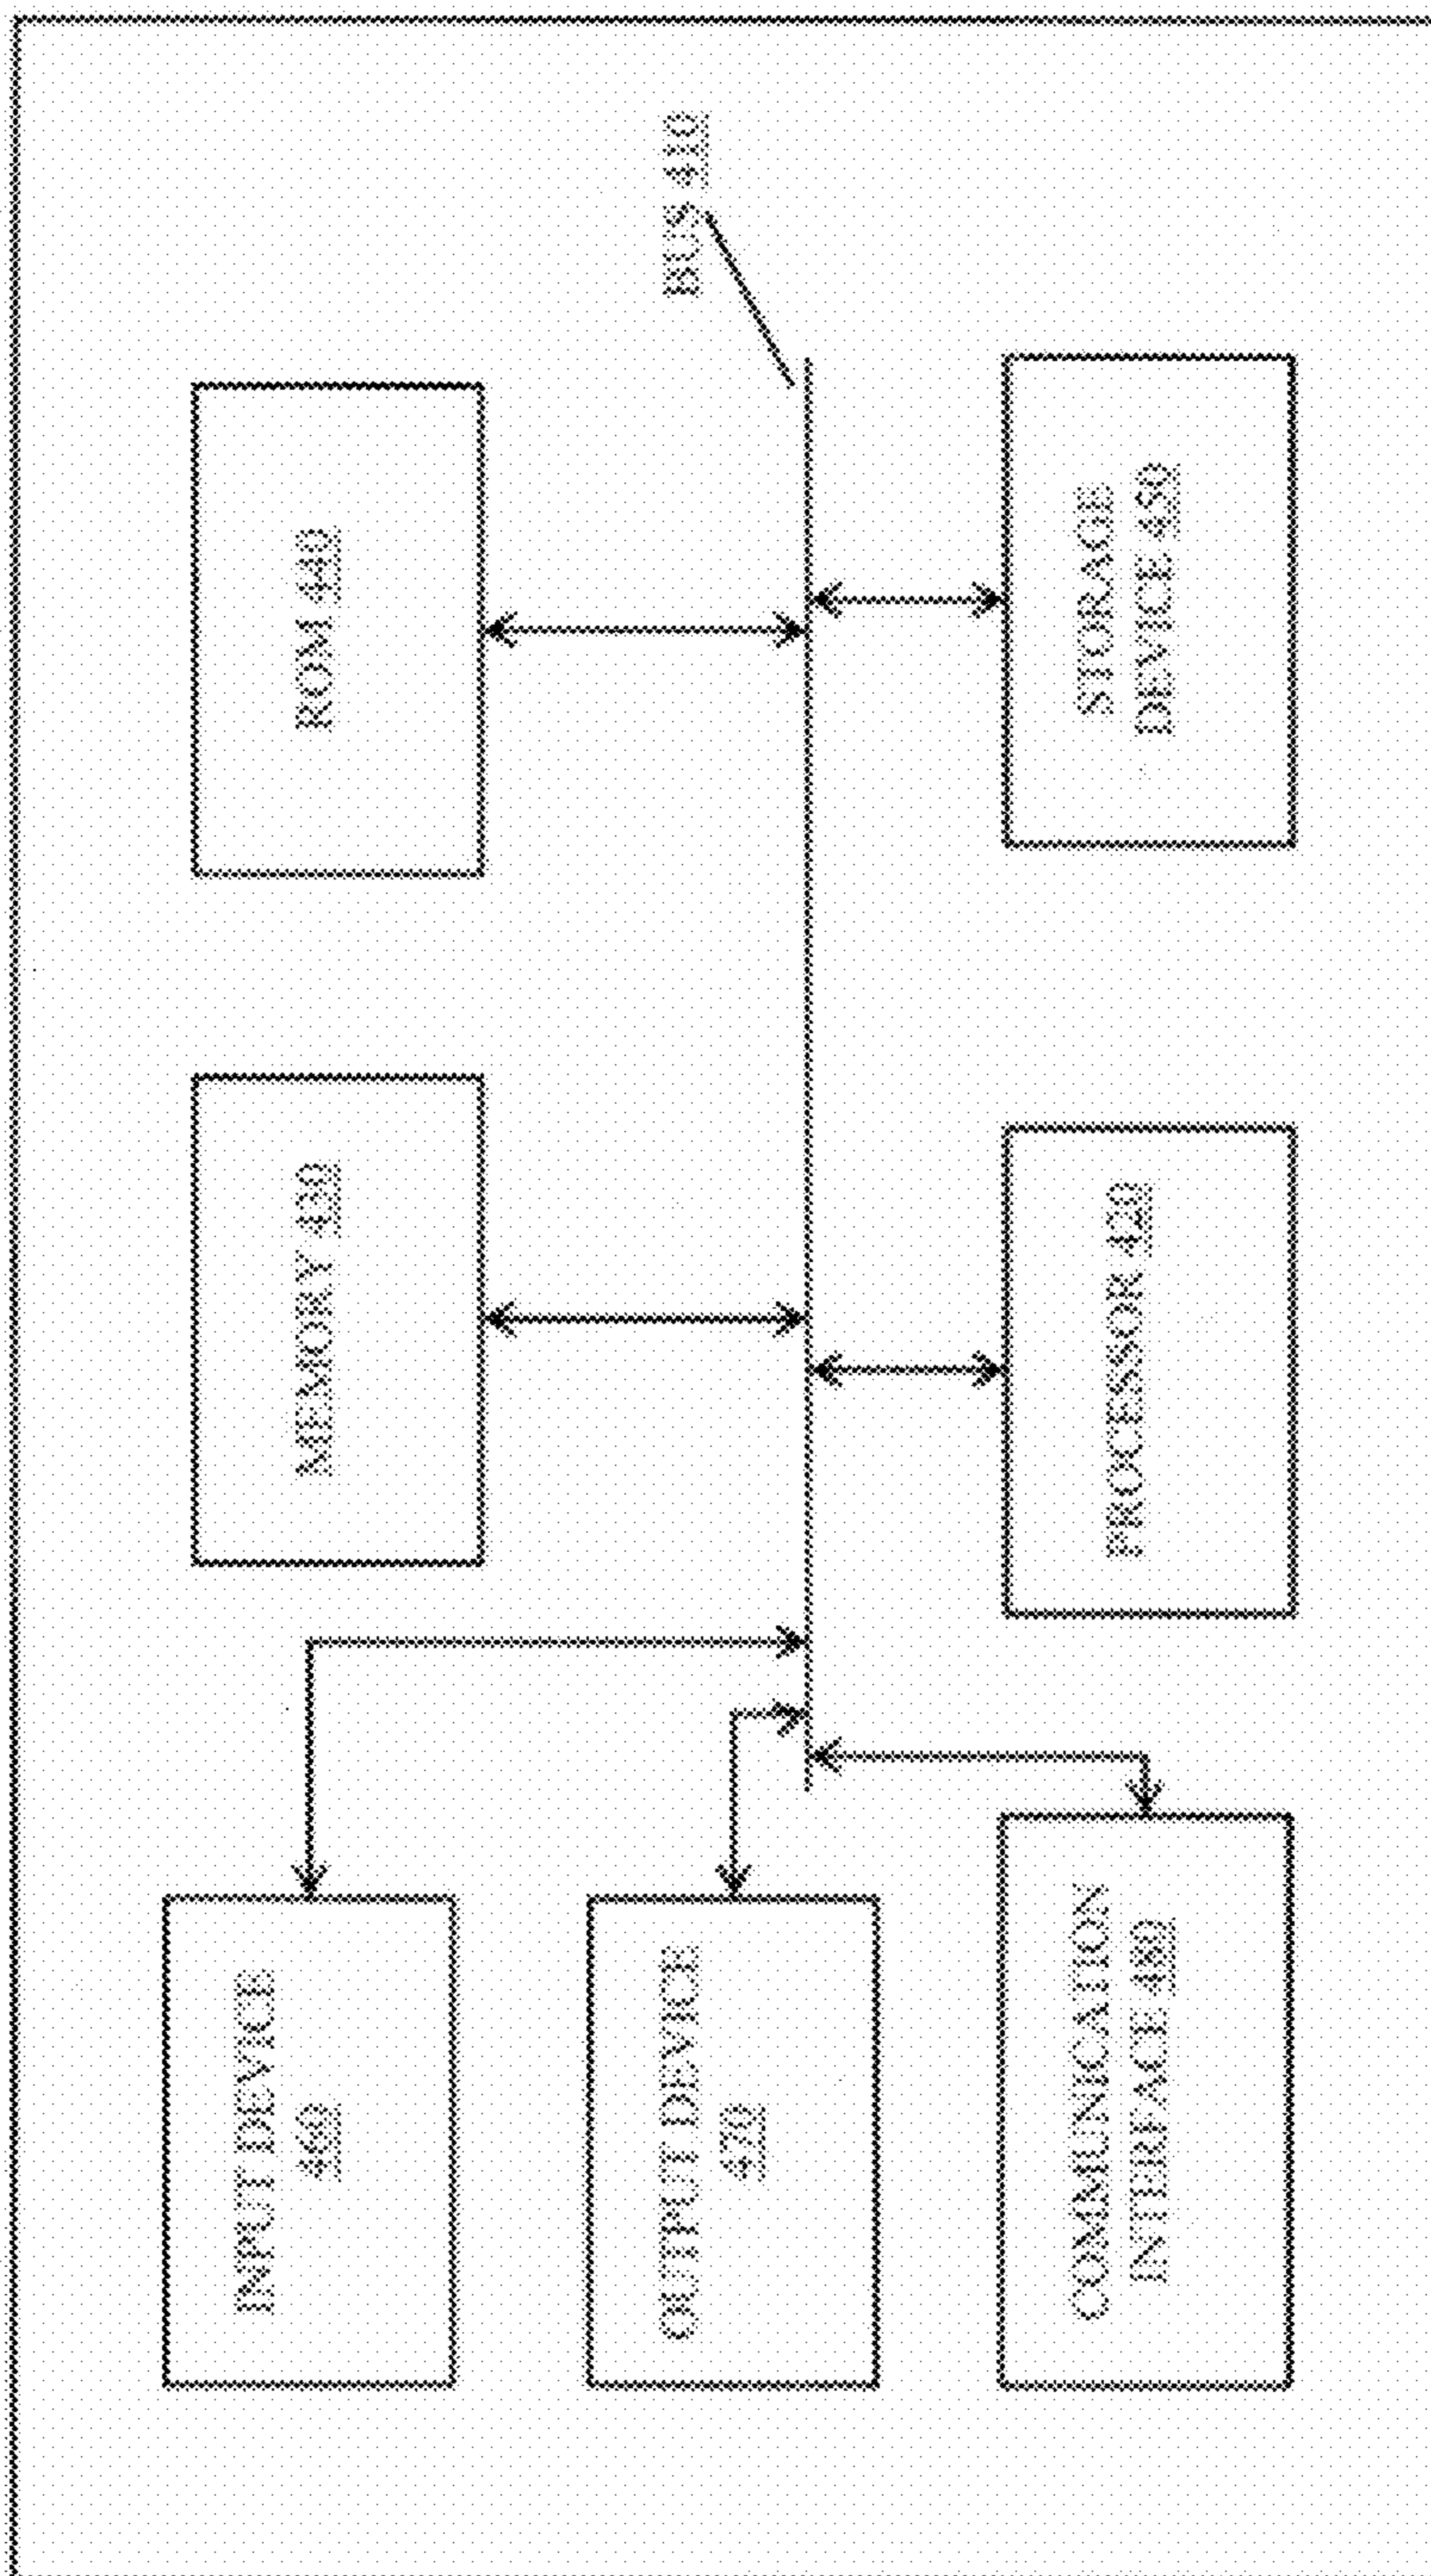 INPUT DEVICE
460
MEMORY 430
ROM 440
OUTPUT DEVICE
470
BUS 410
COMMUNICATION
INTERFACE 480
PROCESSOR 420
STORAGE
DEVICE 450